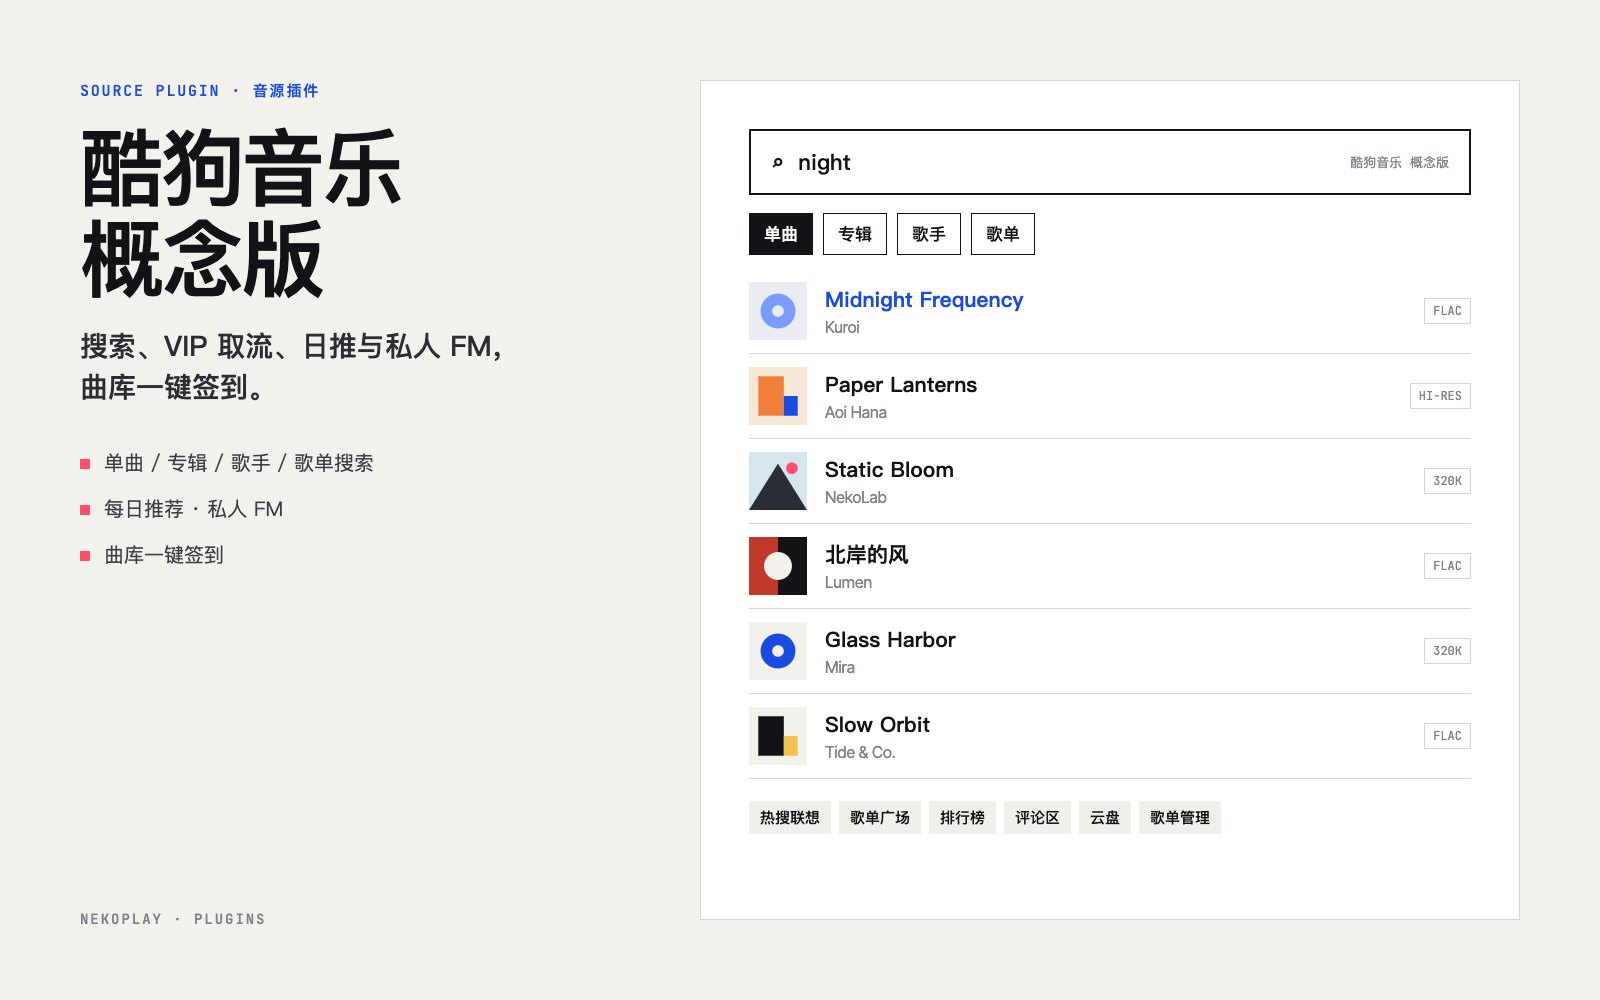 SOURCE PLUGIN · 音源插件
酷狗音乐
概念版
搜索、VIP 取流、日推与私人 FM，
曲库一键签到。
单曲 / 专辑 / 歌手 / 歌单搜索
每日推荐 · 私人 FM
曲库一键签到
NEKOPLAY · PLUGINS
night 酷狗音乐 概念版
单曲 专辑 歌手 歌单
Midnight Frequency
Kuroi
FLAC
Paper Lanterns
Aoi Hana
HI-RES
Static Bloom
NekoLab
320K
北岸的风
Lumen
FLAC
Glass Harbor
Mira
320K
Slow Orbit
Tide & Co.
FLAC
热搜联想 歌单广场 排行榜 评论区 云盘 歌单管理